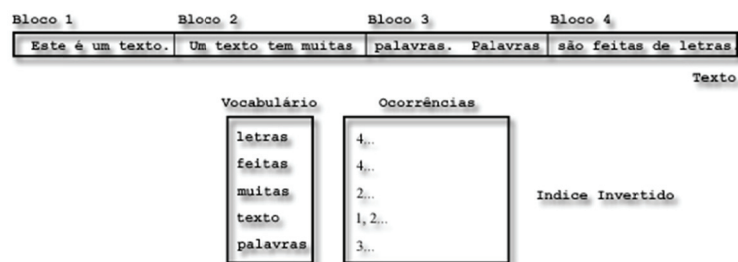 Bloco 1 Bloco 2 Bloco 3 Bloco 4
Este é um texto. Um texto tem muitas palavras. Palavras são feitas de letras.
Texto
Vocabulário Ocorrências
letras 4...
feitas 4...
muitas 2...
Indice Invertido
texto 1, 2...
palavras 3...